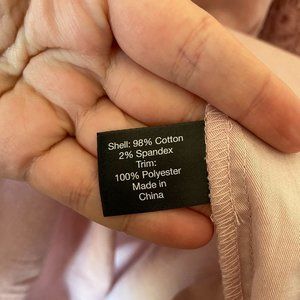 Shell: 98% Cotton
2% Spandex
Trim:
100% Polyester
Made in
China